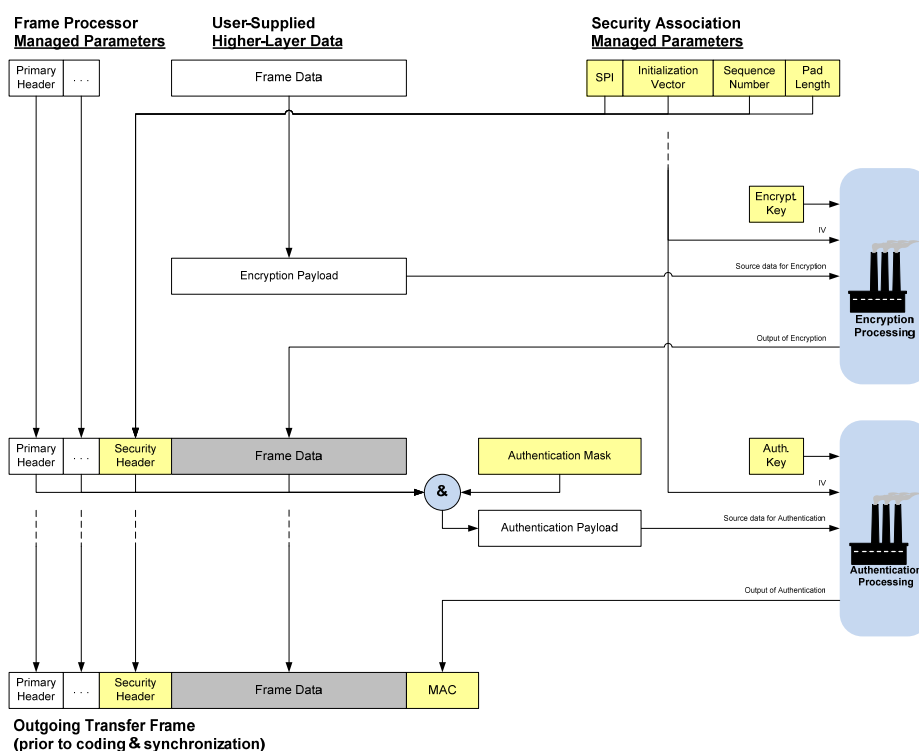 Frame Processor
Managed Parameters
User-Supplied
Higher-Layer Data
Security Association
Managed Parameters
Primary
Header
. . .
Frame Data
SPI
Initialization
Vector
Sequence
Number
Pad
Length
Encrypt.
Key
IV
Encryption Payload
Source data for Encryption
Encryption
Processing
Output of Encryption
Primary
Header
. . .
Security
Header
Frame Data
Authentication Mask
Auth.
Key
&
IV
Authentication Payload
Source data for Authentication
Authentication
Processing
Output of Authentication
Primary
Header
. . .
Security
Header
Frame Data
MAC
Outgoing Transfer Frame
(prior to coding & synchronization)